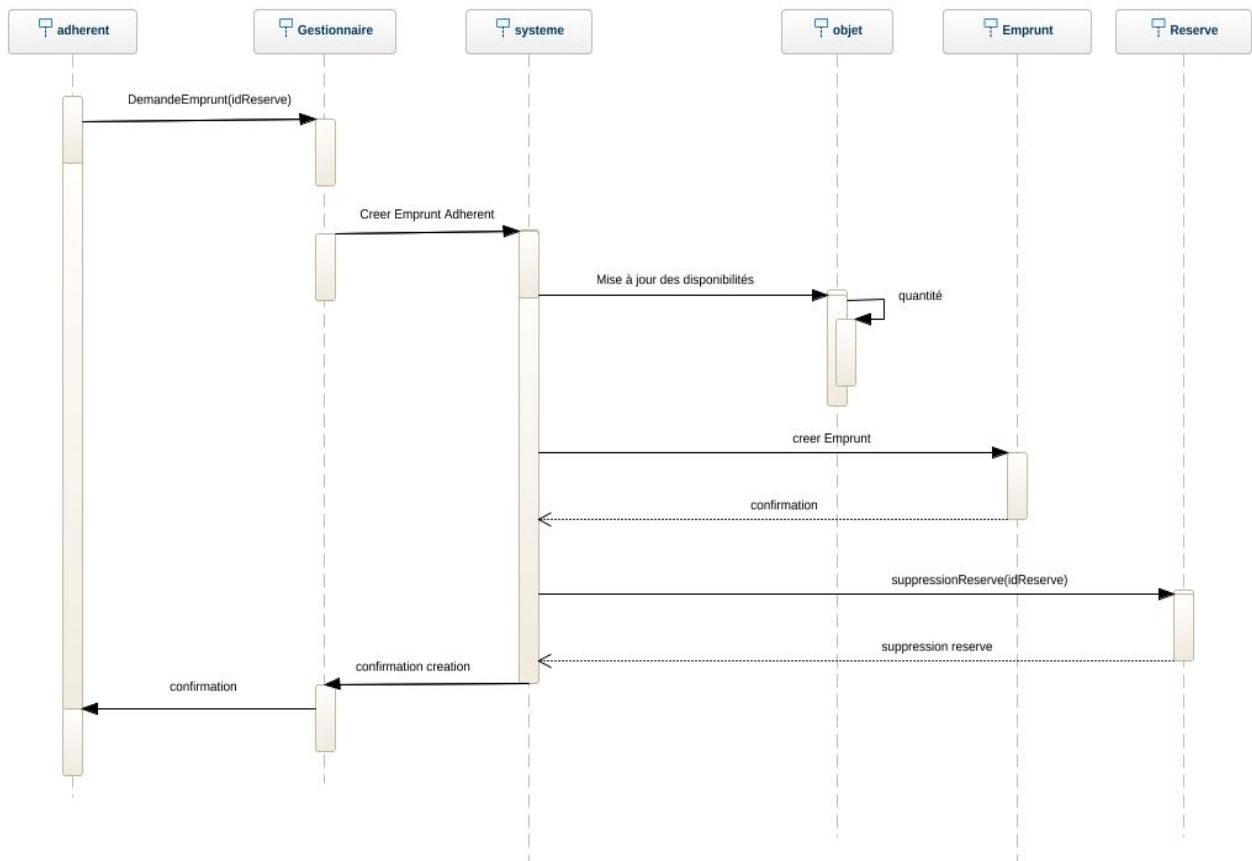 adherent
Gestionnaire
systeme
objet
Emprunt
Reserve
DemandeEmprunt(idReserve)
Creer Emprunt Adherent
Mise à jour des disponibilités
quantité
creer Emprunt
confirmation
suppressionReserve(idReserve)
suppression reserve
confirmation creation
confirmation